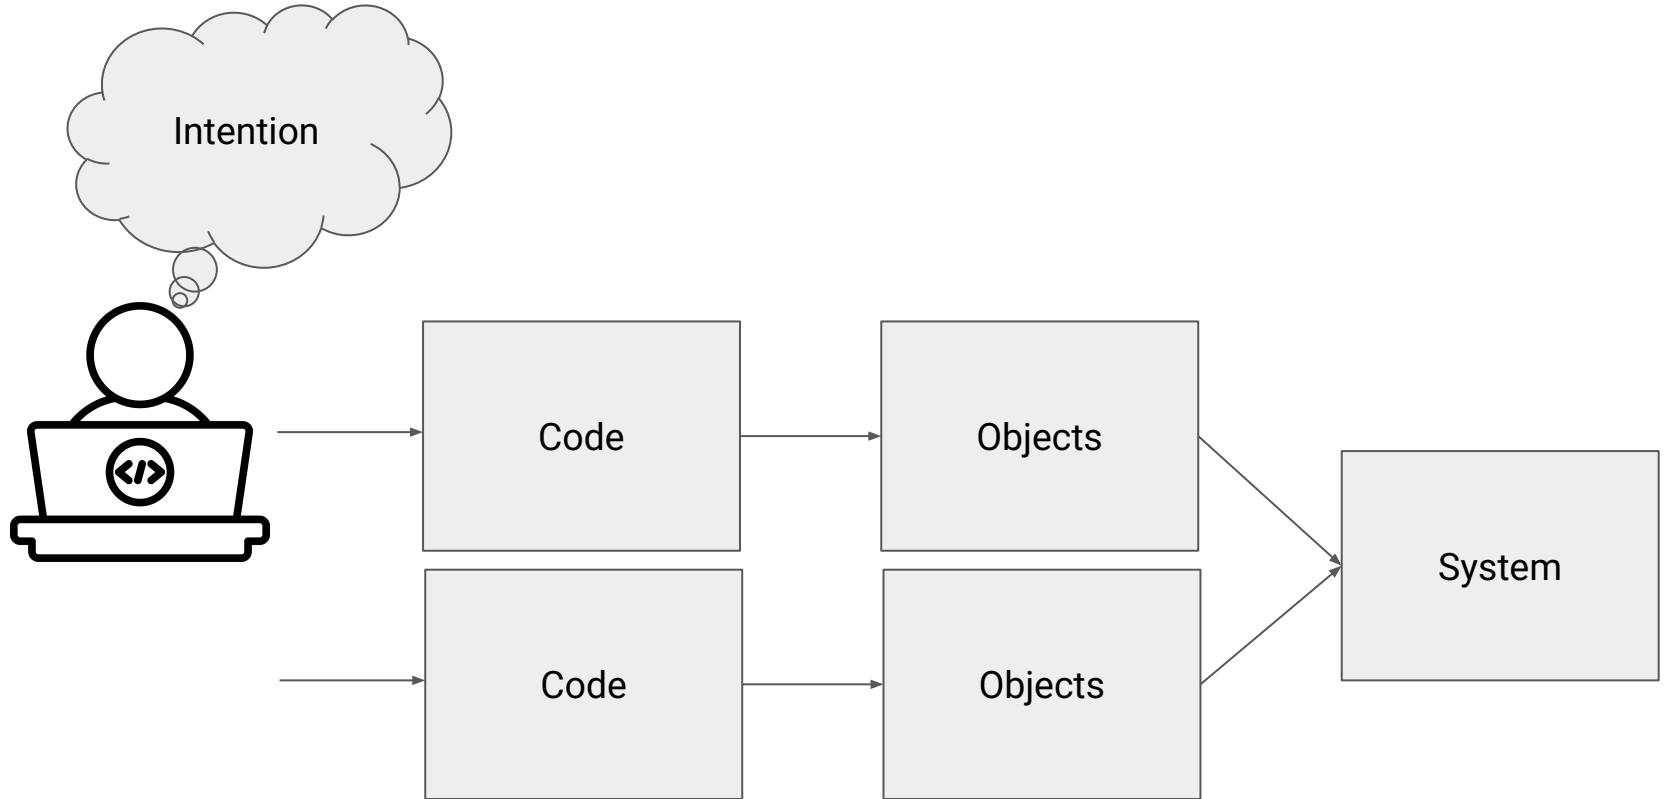 Intention
</>
Code
Objects
System
Code
Objects